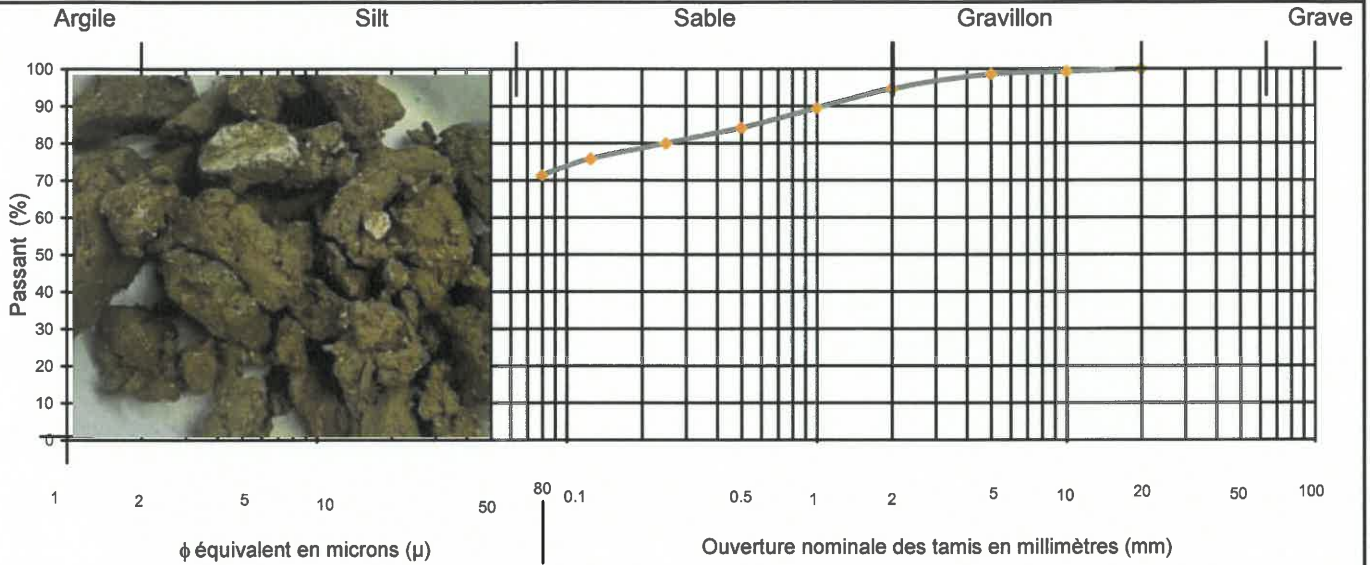 Argile Silt Sable Gravillon Grave
Passant (%)
100
90
80
70
60
50
40
30
20
10
0
1 2 5 10 50 80 0.1 0.5 1 2 5 10 20 50 100
ϕ équivalent en microns (µ) Ouverture nominale des tamis en millimètres (mm)